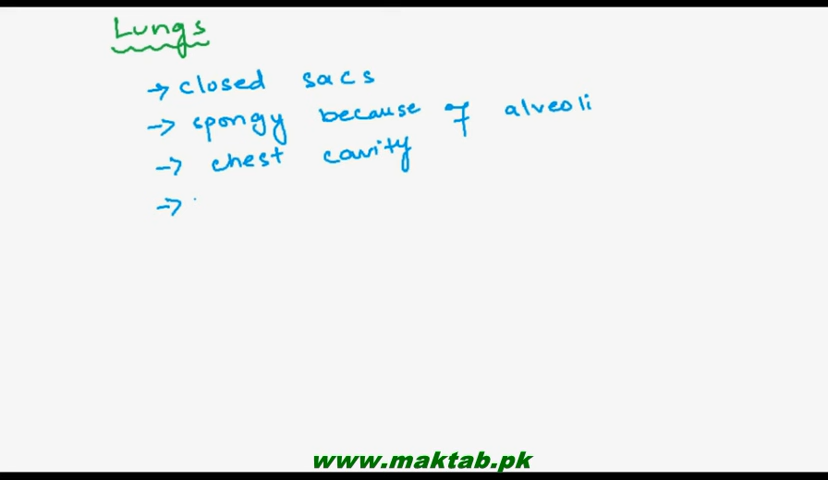 Lungs
→ closed sacs
→ spongy because of alveoli
→ chest cavity
→
www.maktab.pk